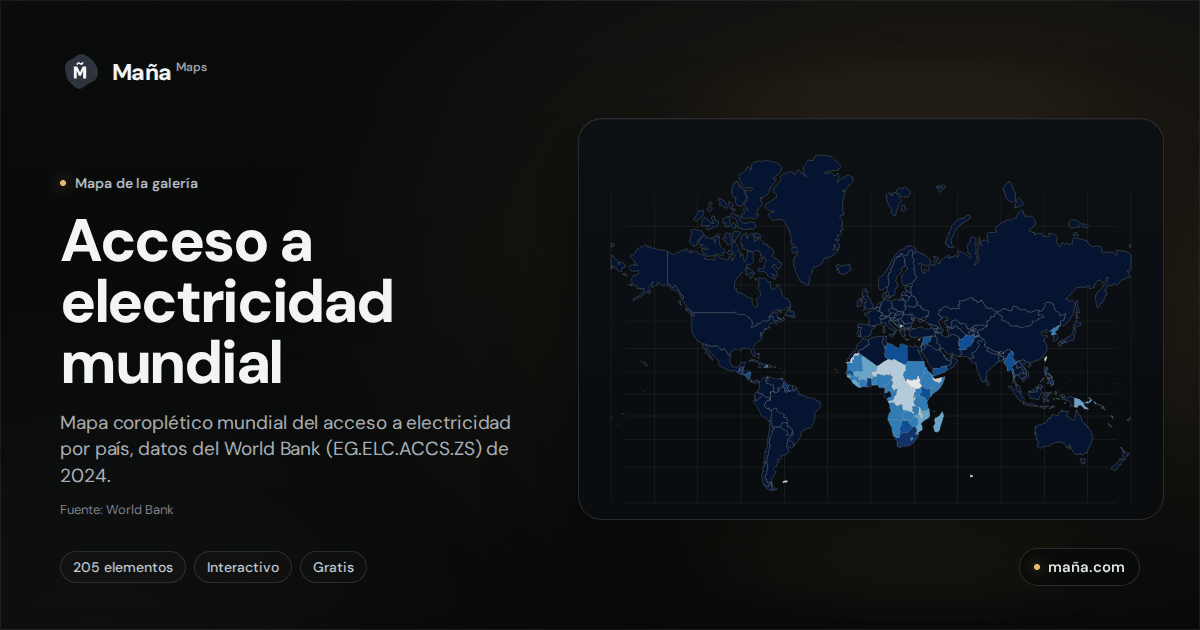 M̃
Maña Maps
Mapa de la galería
Acceso a
electricidad
mundial
Mapa coroplético mundial del acceso a electricidad
por país, datos del World Bank (EG.ELC.ACCS.ZS) de
2024.
Fuente: World Bank
205 elementos
Interactivo
Gratis
maña.com